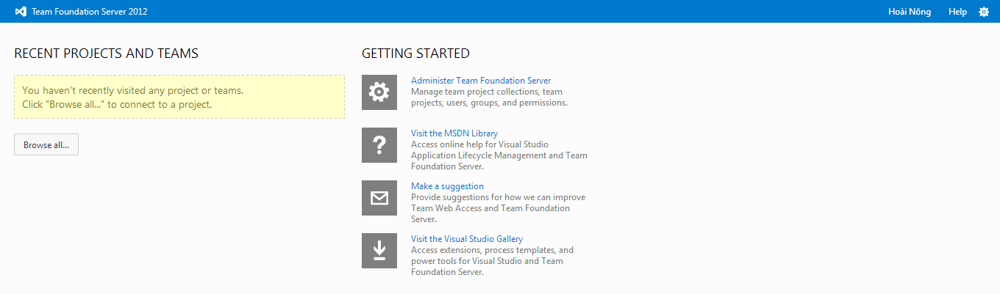 Team Foundation Server 2012
Hoài Nông
Help
RECENT PROJECTS AND TEAMS
You haven't recently visited any project or teams.
Click "Browse all..." to connect to a project.
Browse all...
GETTING STARTED
Administer Team Foundation Server
Manage team project collections, team
projects, users, groups, and permissions.
Visit the MSDN Library
Access online help for Visual Studio
Application Lifecycle Management and Team
Foundation Server.
Make a suggestion
Provide suggestions for how we can improve
Team Web Access and Team Foundation
Server.
Visit the Visual Studio Gallery
Access extensions, process templates, and
power tools for Visual Studio and Team
Foundation Server.